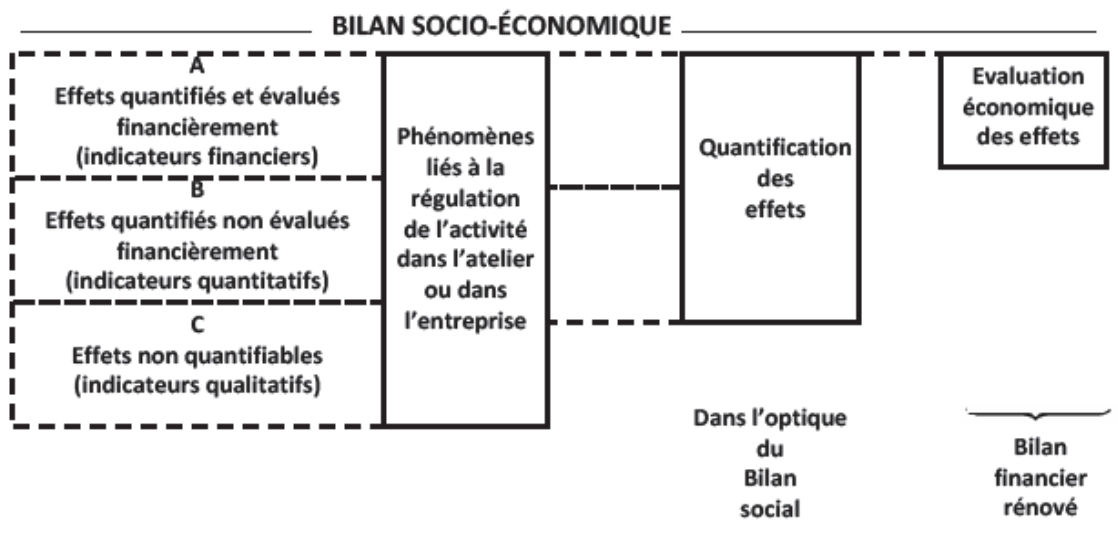 BILAN SOCIO-ÉCONOMIQUE
A
Effets quantifiés et évalués
financièrement
(indicateurs financiers)
B
Effets quantifiés non évalués
financièrement
(indicateurs quantitatifs)
C
Effets non quantifiables
(indicateurs qualitatifs)
Phénomènes
liés à la
régulation
de l'activité
dans l'atelier
ou dans
l'entreprise
Quantification
des
effets
Evaluation
économique
des effets
Dans l'optique
du
Bilan
social
Bilan
financier
rénové